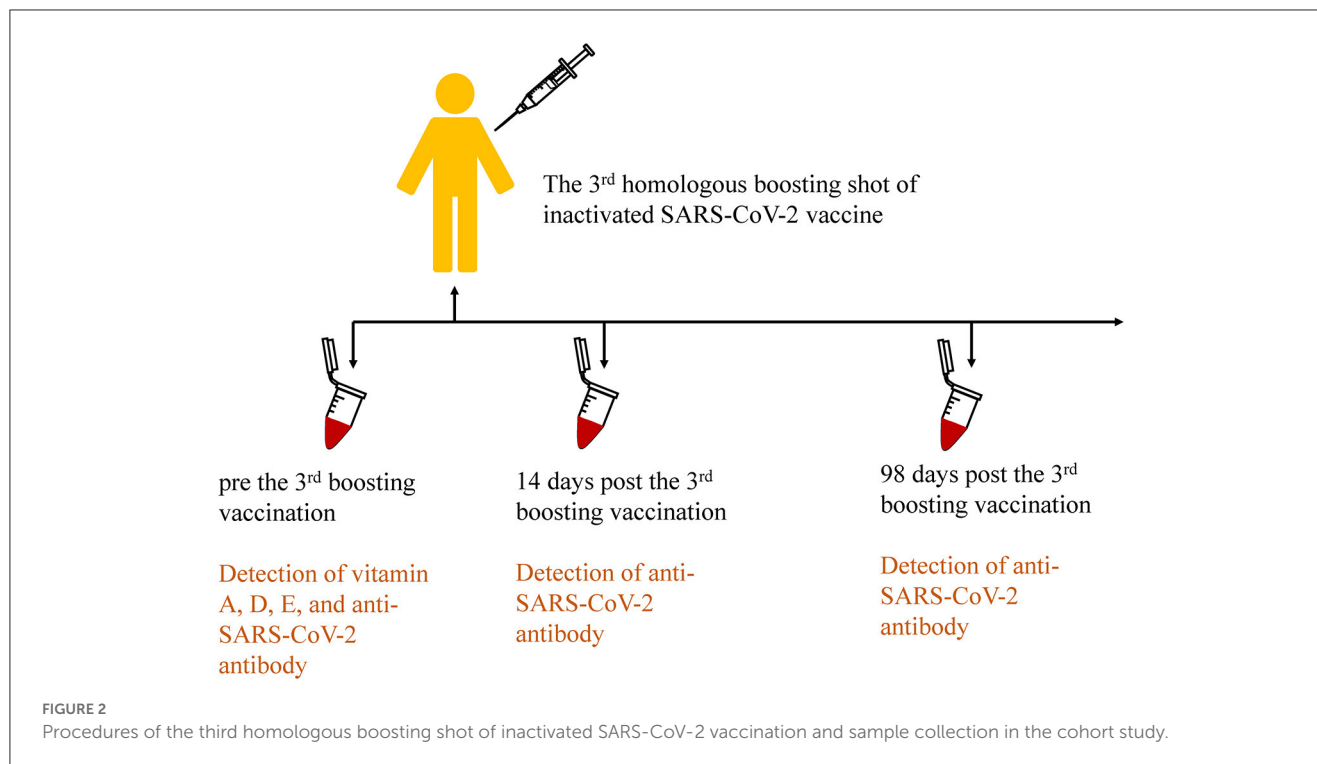 The 3rd homologous boosting shot of
inactivated SARS-CoV-2 vaccine
pre the 3rd boosting
vaccination
Detection of vitamin
A, D, E, and anti-
SARS-CoV-2
antibody
14 days post the 3rd
boosting vaccination
Detection of anti-
SARS-CoV-2
antibody
98 days post the 3rd
boosting vaccination
Detection of anti-
SARS-CoV-2
antibody
FIGURE 2
Procedures of the third homologous boosting shot of inactivated SARS-CoV-2 vaccination and sample collection in the cohort study.